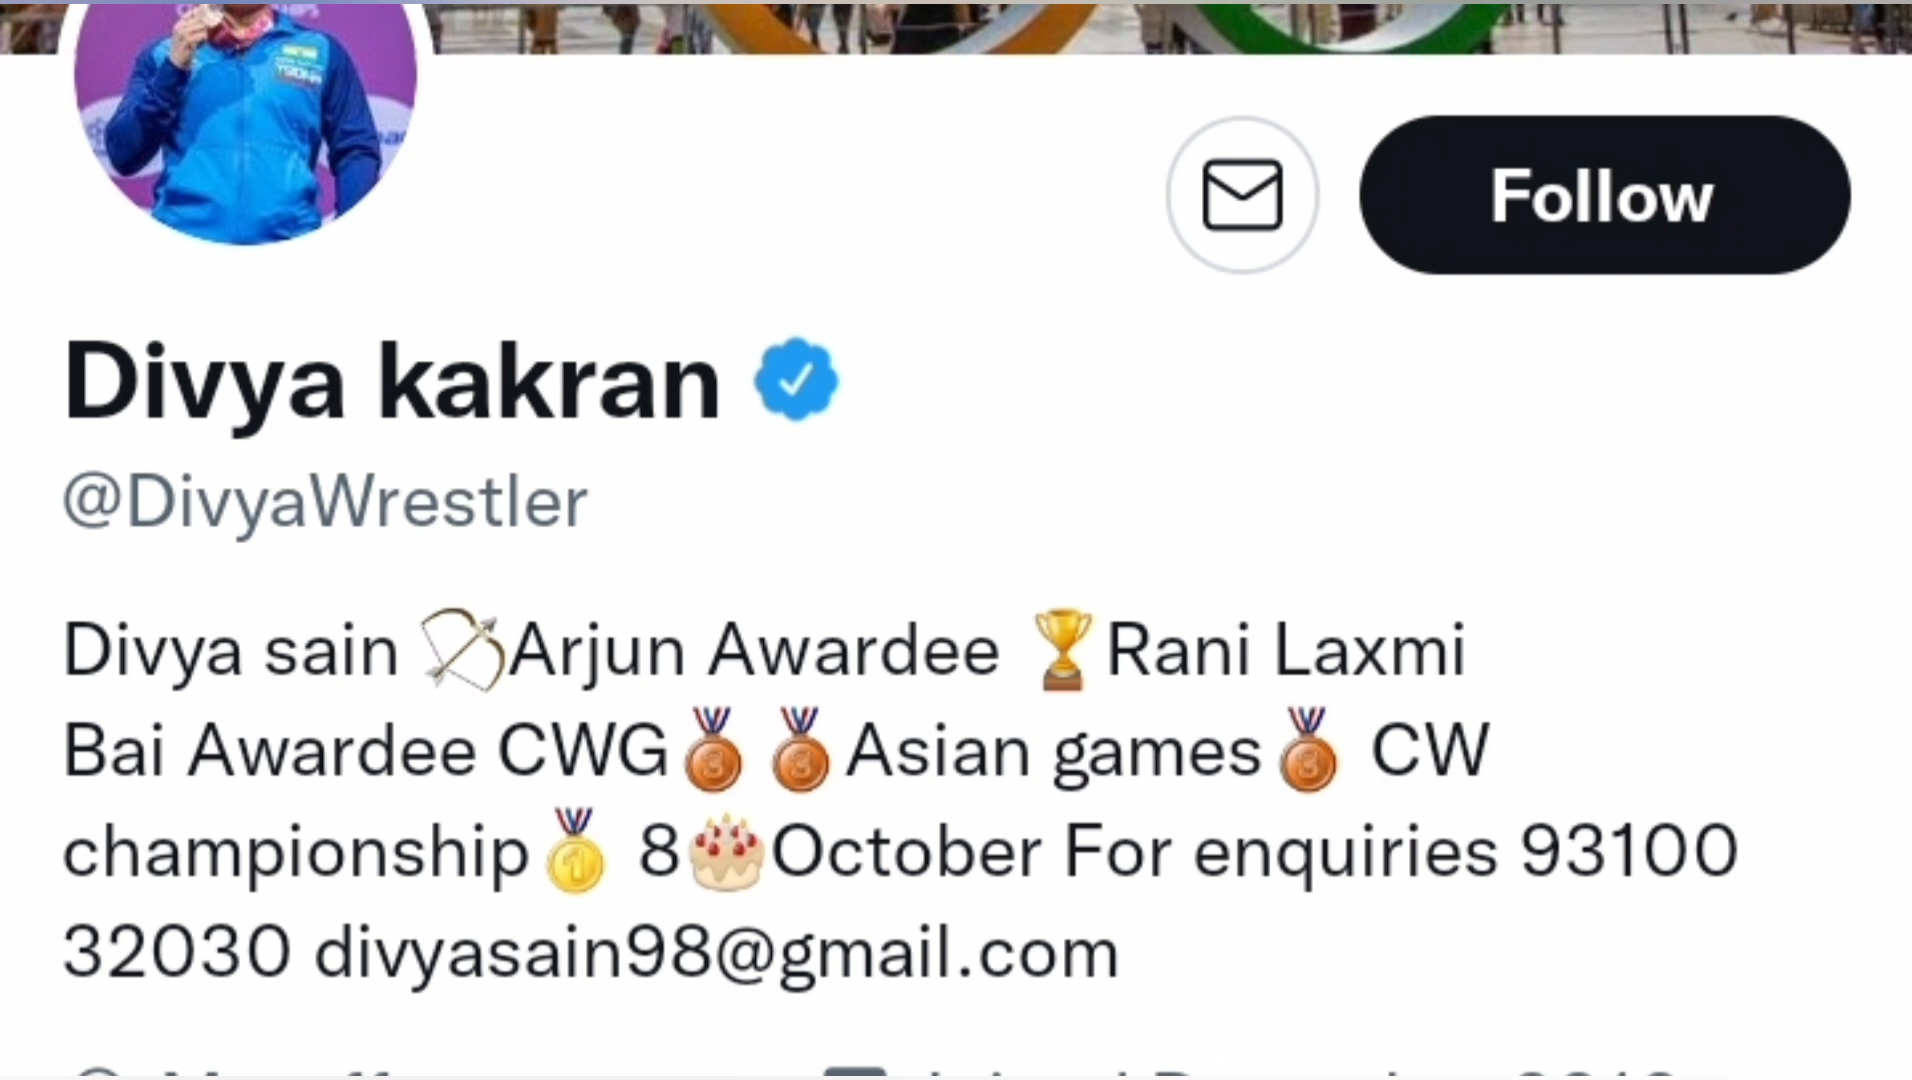 Follow
Divya kakran
@DivyaWrestler
Divya sain 🏹Arjun Awardee 🏆Rani Laxmi
Bai Awardee CWG🥉🥉Asian games🥉 CW
championship🥇 8🎂October For enquiries 93100
32030 divyasain98@gmail.com